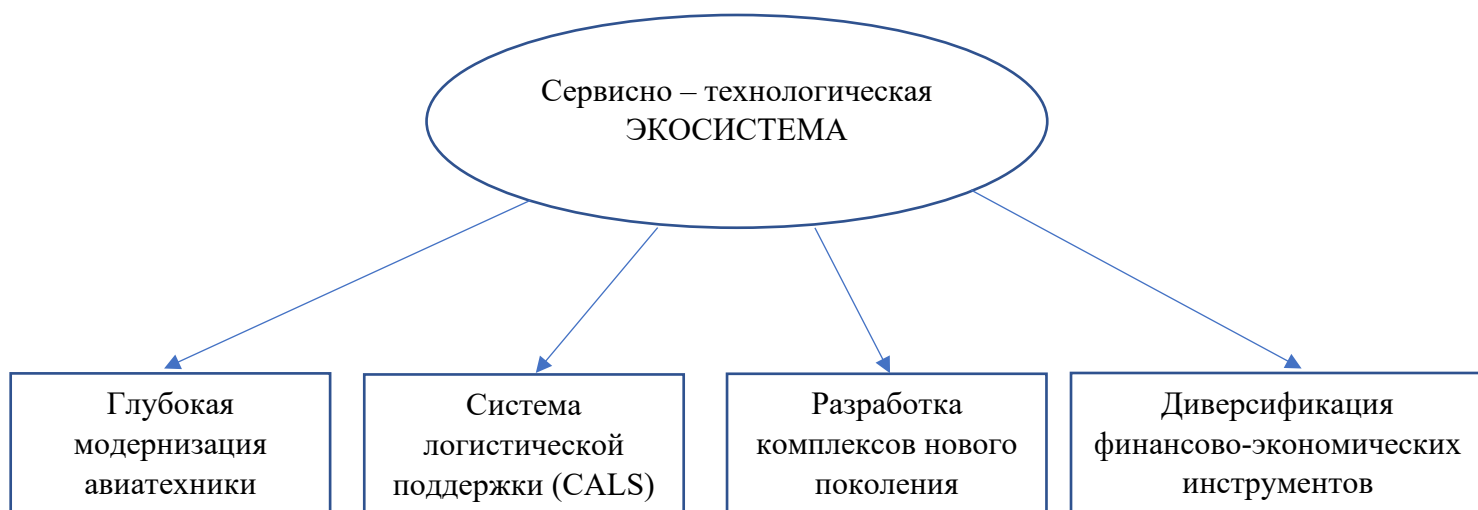 Сервисно – технологическая
ЭКОСИСТЕМА
Глубокая
модернизация
авиатехники
Система
логистической
поддержки (CALS)
Разработка
комплексов нового
поколения
Диверсификация
финансово-экономических
инструментов